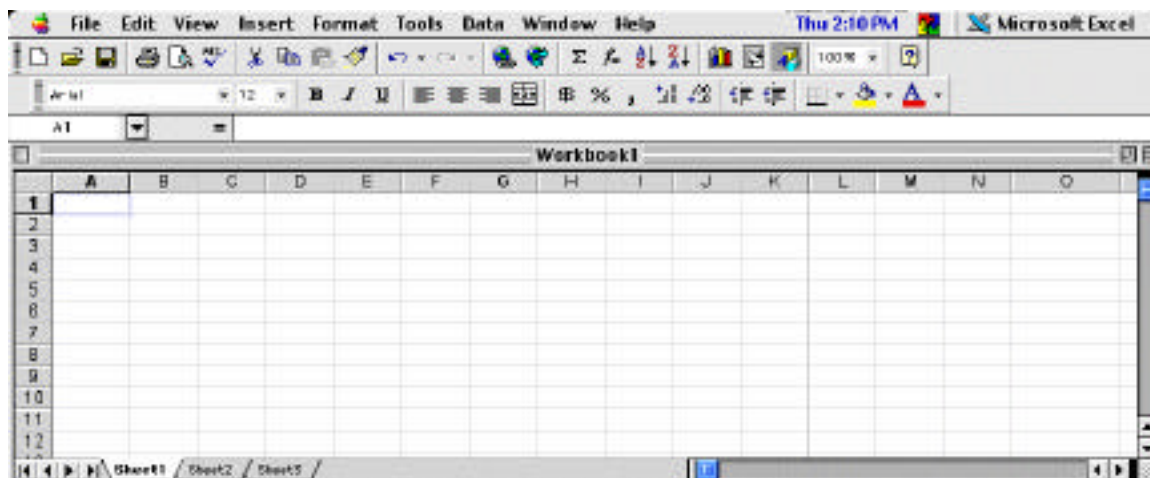 File Edit View Insert Format Tools Data Window Help Thu 2:10 PM Microsoft Excel
100%
Arial 12 B I U $ % ,
A1 =
Workbook1
A B C D E F G H I J K L M N O
1
2
3
4
5
6
7
8
9
10
11
12
Sheet1 Sheet2 Sheet3